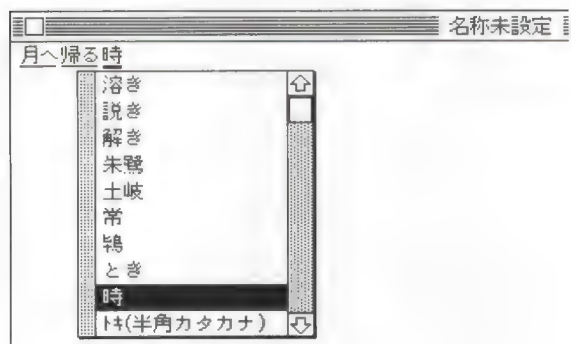 名称未設定
月へ帰る時
溶き
説き
解き
朱鷺
土岐
常
鴇
とき
時
ﾄｷ(半角カタカナ)